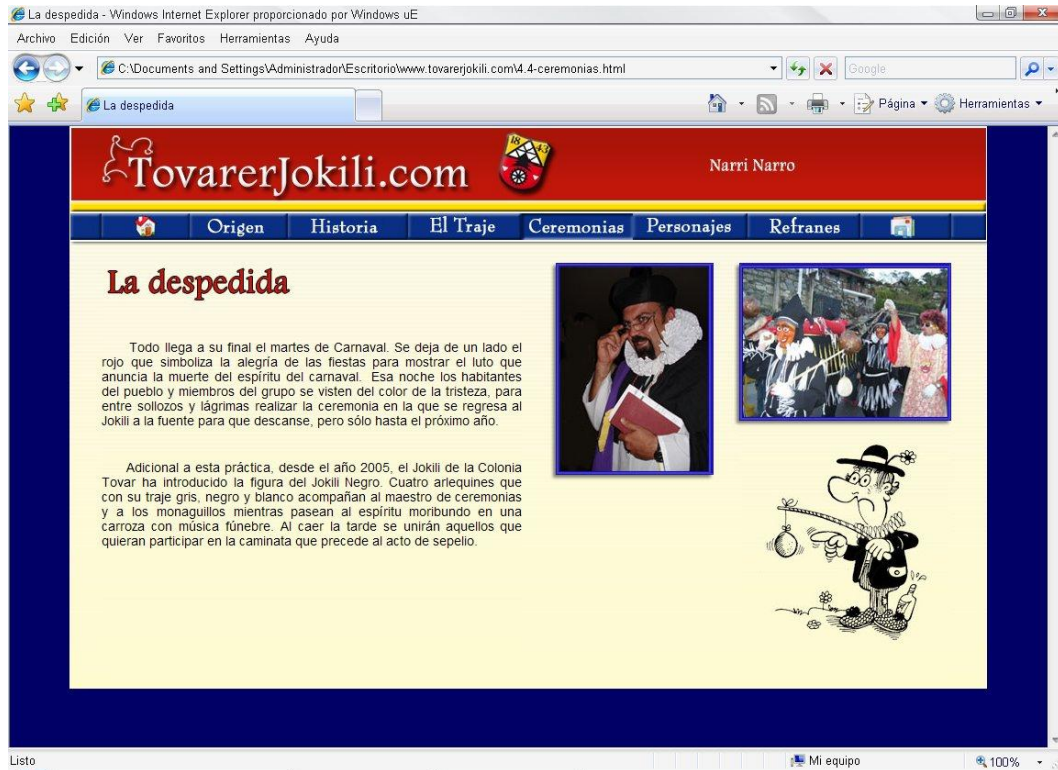 La despedida - Windows Internet Explorer proporcionado por Windows uE
Archivo Edición Ver Favoritos Herramientas Ayuda
C:\Documents and Settings\Administrador\Escritorio\www.tovarerjokili.com\4.4-ceremonias.html
Google
La despedida
Página
Herramientas
TovarerJokili.com
1843
Narri Narro
Origen Historia El Traje Ceremonias Personajes Refranes
La despedida
Todo llega a su final el martes de Carnaval. Se deja de un lado el
rojo que simboliza la alegría de las fiestas para mostrar el luto que
anuncia la muerte del espíritu del carnaval. Esa noche los habitantes
del pueblo y miembros del grupo se visten del color de la tristeza, para
entre sollozos y lágrimas realizar la ceremonia en la que se regresa al
Jokili a la fuente para que descanse, pero sólo hasta el próximo año.
Adicional a esta práctica, desde el año 2005, el Jokili de la Colonia
Tovar ha introducido la figura del Jokili Negro. Cuatro arlequines que
con su traje gris, negro y blanco acompañan al maestro de ceremonias
y a los monaguillos mientras pasean al espíritu moribundo en una
carroza con música fúnebre. Al caer la tarde se unirán aquellos que
quieran participar en la caminata que precede al acto de sepelio.
Listo
Mi equipo
100%